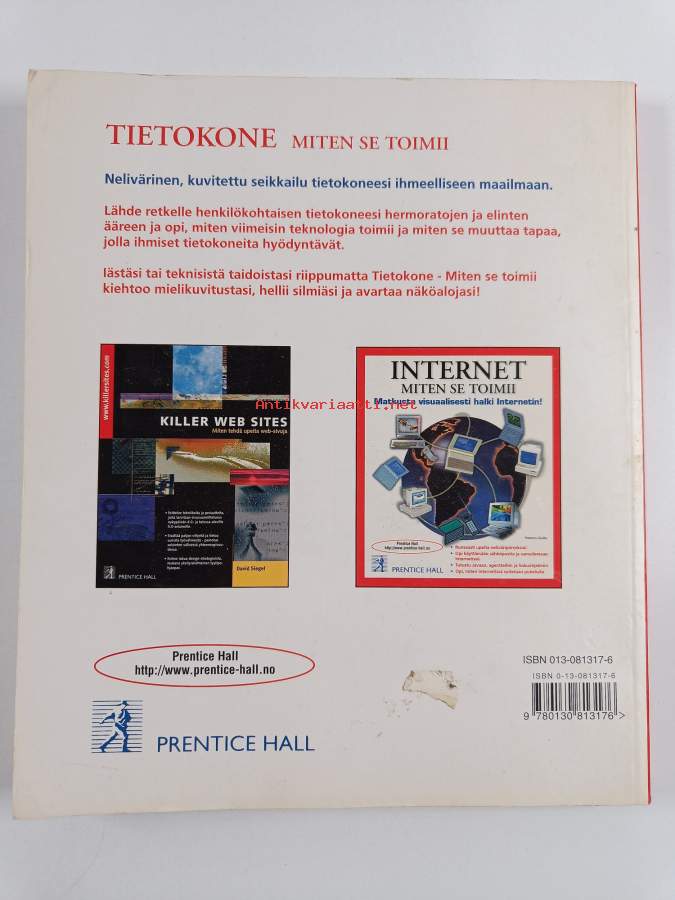 TIETOKONE MITEN SE TOIMII
Nelivärinen, kuvitettu seikkailu tietokoneesi ihmeelliseen maailmaan.
Lähde retkelle henkilökohtaisen tietokoneesi hermoratojen ja elinten
ääreen ja opi, miten viimeisin teknologia toimii ja miten se muuttaa tapaa,
jolla ihmiset tietokoneita hyödyntävät.
Iästäsi tai teknisistä taidoistasi riippumatta Tietokone - Miten se toimii
kiehtoo mielikuvitustasi, hellii silmiäsi ja avartaa näköalojasi!
www.killersites.com
KILLER WEB SITES
Miten tehdä upeita web-sivuja
David Siegel
PRENTICE HALL
INTERNET
MITEN SE TOIIMII
Matkusta visuaalisesti halki Internetin!
Prentice Hall
http://www.prentice-hall.no
PRENTICE HALL
Antikvariaatti.net
Prentice Hall
http://www.prentice-hall.no
PRENTICE HALL
ISBN 013-081317-6
ISBN 0-13-081317-6
9 780130 813176 >